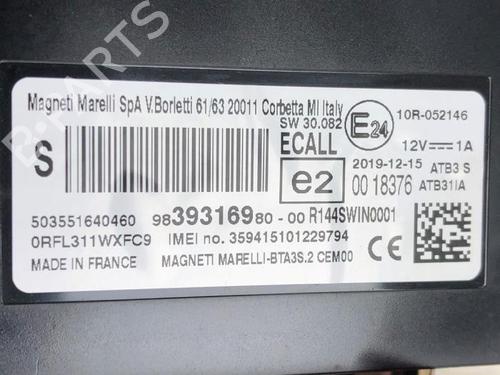 B-PARTS
Magneti Marelli SpA V.Borletti 61/63 20011 Corbetta MI Italy
SW 30.082
E24
10R-052146
S
ECALL
12V 1A
e2
2019-12-15 ATB3 S
00 18376 ATB31IA
503551640460 9839316980-00 R144SWIN0001
0RFL311WXFC9 IMEI no. 359415101229794
MADE IN FRANCE MAGNETI MARELLI-BTA3S.2 CEM00